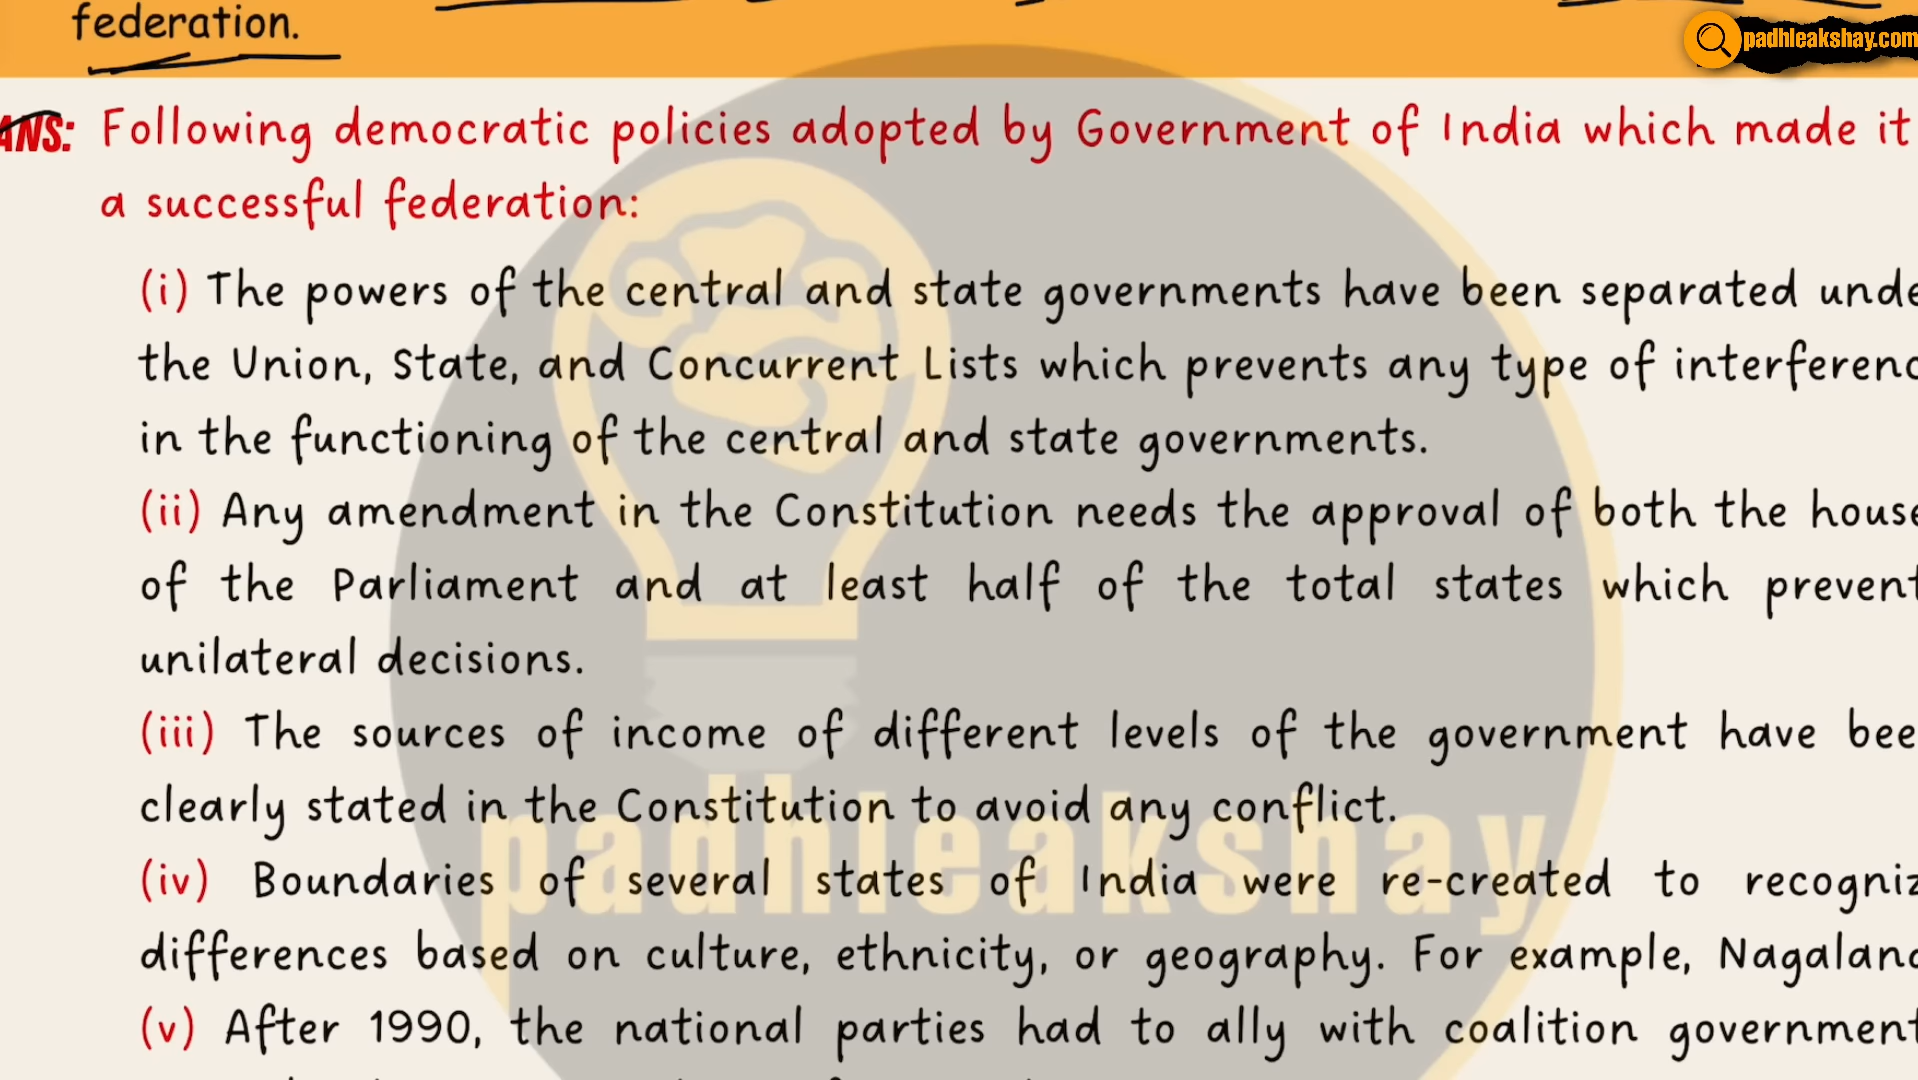 federation.
padhleakshay.com
ANS: Following democratic policies adopted by Government of India which made it
a successful federation:
(i) The powers of the central and state governments have been separated unde
the Union, State, and Concurrent Lists which prevents any type of interferenc
in the functioning of the central and state governments.
(ii) Any amendment in the Constitution needs the approval of both the house
of the Parliament and at least half of the total states which prevent
unilateral decisions.
(iii) The sources of income of different levels of the government have bee
clearly stated in the Constitution to avoid any conflict.
(iv) Boundaries of several states of India were re-created to recogniz
differences based on culture, ethnicity, or geography. For example, Nagalan
(v) After 1990, the national parties had to ally with coalition government
padhleakshay